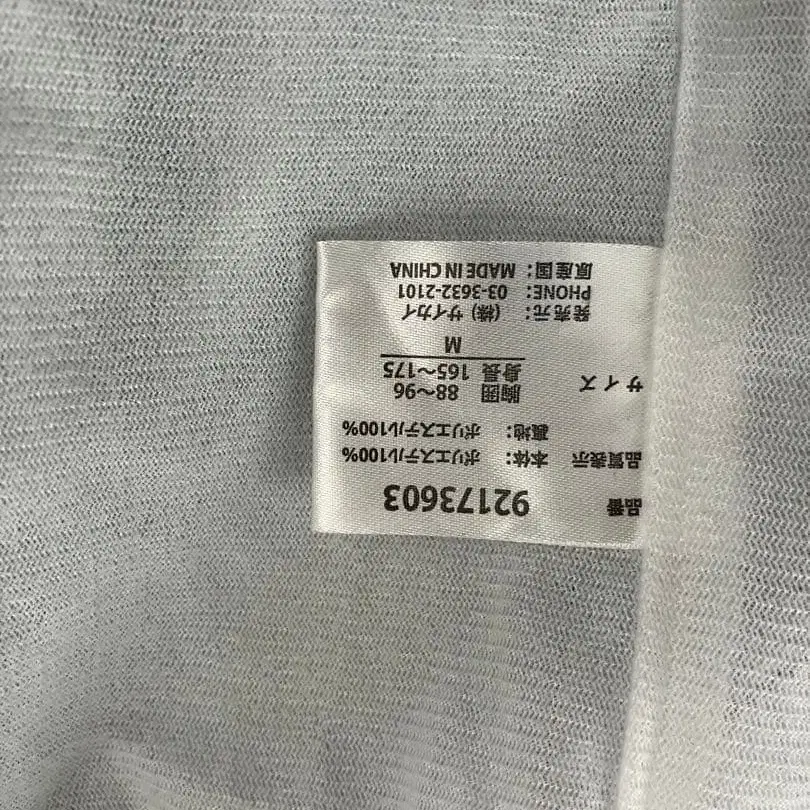 品番 92173603
品質表示 本体: ポリエステル100%
裏地: ポリエステル100%
サイズ 胸囲 88~96
身長 165~175
M
発売元: (株) サイカイ
PHONE: 03-3632-2101
原産国: MADE IN CHINA